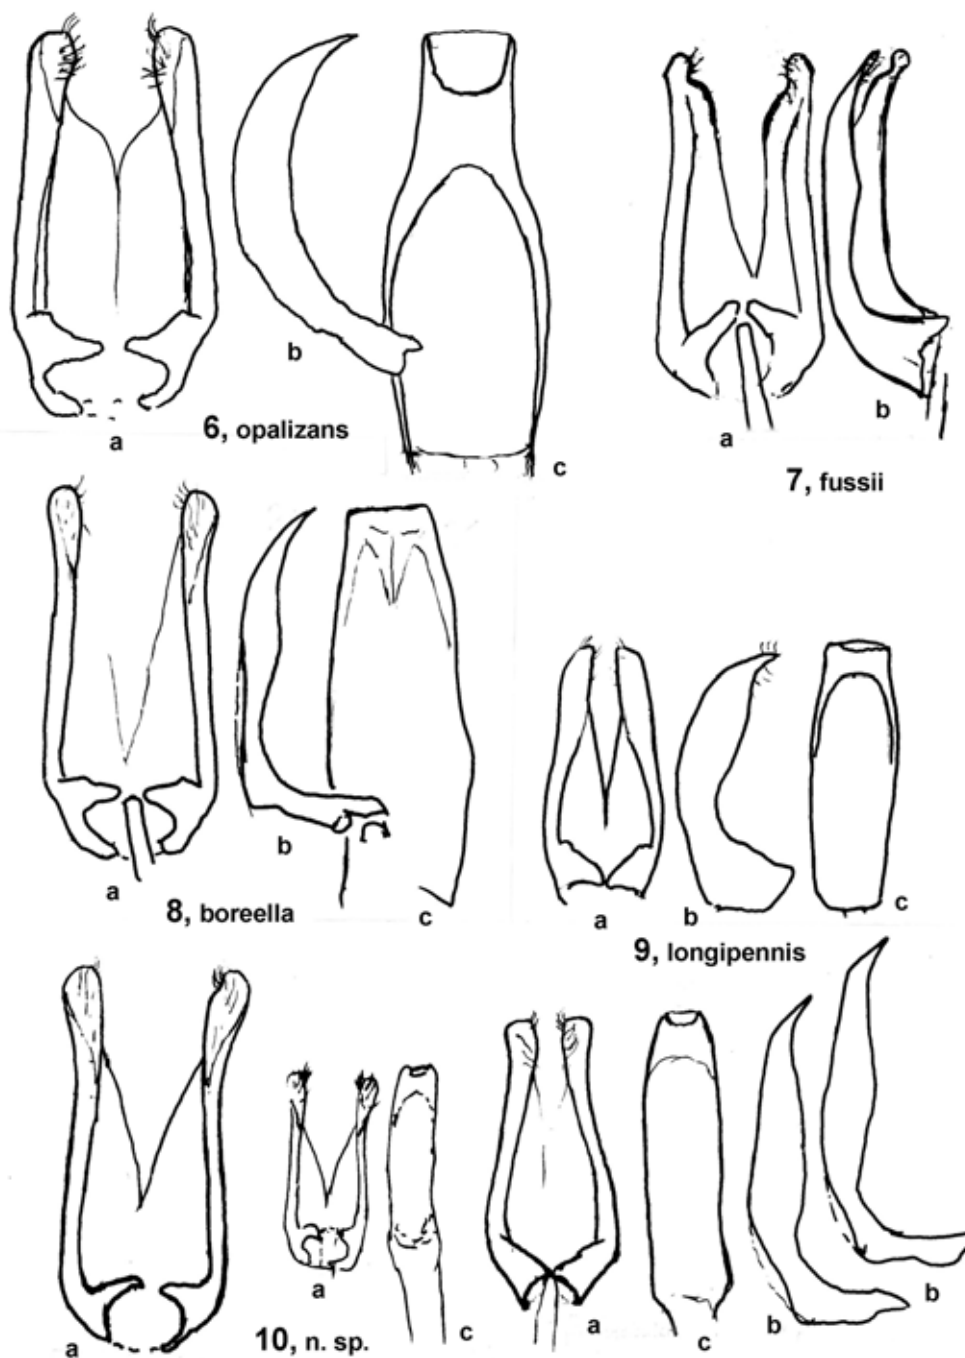 b
a
6, opalizans
c
a
b
7, fussii
a
b
8, boreella
c
a
b
c
9, longipennis
a
a
10, n. sp.
c
a
c
b
b